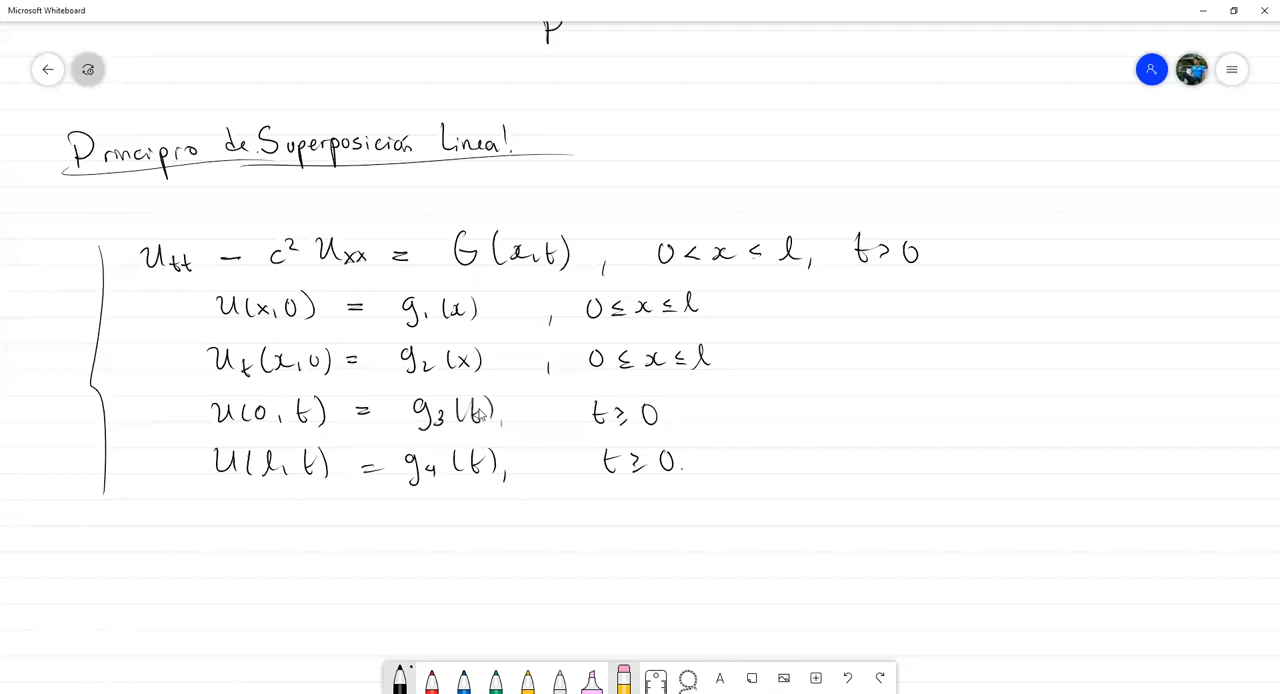 Microsoft Whiteboard
P
Principio de Superposición Lineal
u_tt - c² u_xx = G(x,t) , 0 < x < l, t > 0
u(x,0) = g₁(x) , 0 ≤ x ≤ l
u_t(x,0) = g₂(x) , 0 ≤ x ≤ l
u(0,t) = g₃(t), t ≥ 0
u(l,t) = g₄(t), t ≥ 0.
A